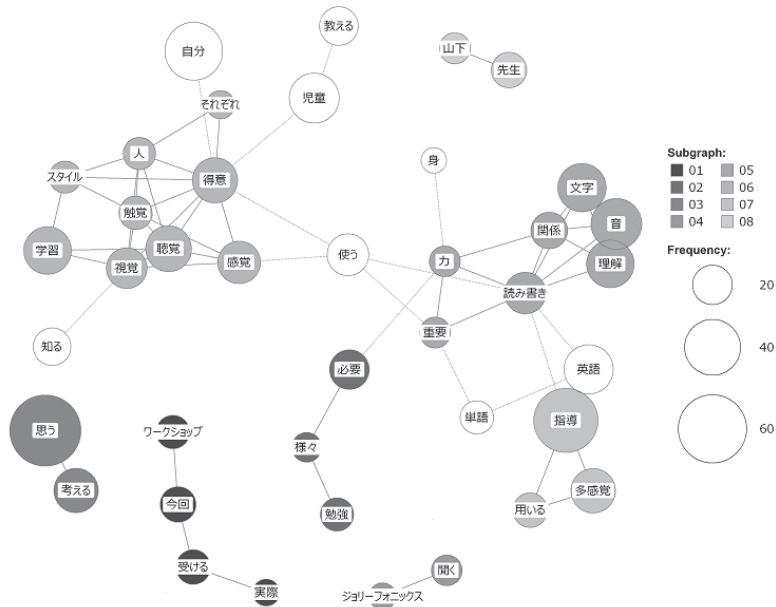 教える
自分
山下
先生
児童
それぞれ
人
身
スタイル
得意
文字
触覚
音
関係
学習
聴覚
視覚
感覚
使う
力
理解
読み書き
重要
知る
必要
英語
単語
指導
思う
ワークショップ
様々
考える
今回
勉強
多感覚
用いる
受ける
聞く
実際
ジョリーフォニックス
Subgraph:
01 05
02 06
03 07
04 08
Frequency:
20
40
60